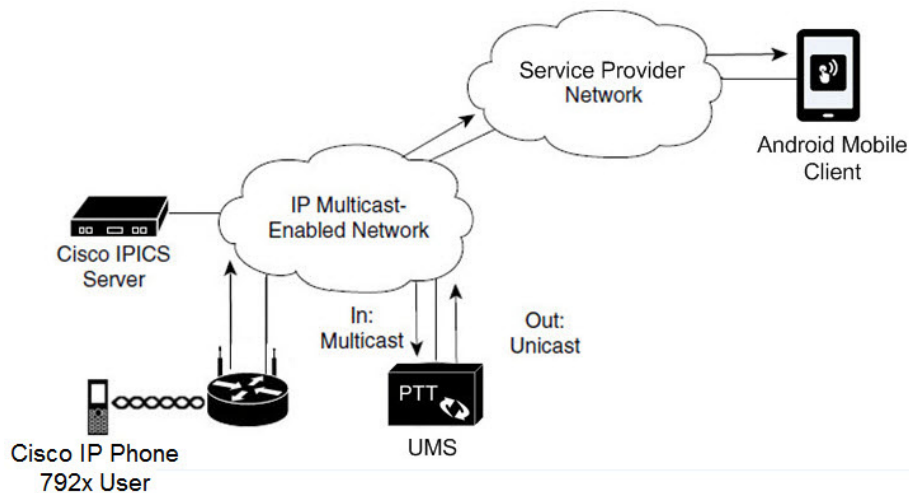 Service Provider
Network
Android Mobile
Client
IP Multicast-
Enabled Network
Cisco IPICS
Server
In:
Multicast
Out:
Unicast
PTT
UMS
Cisco IP Phone
792x User